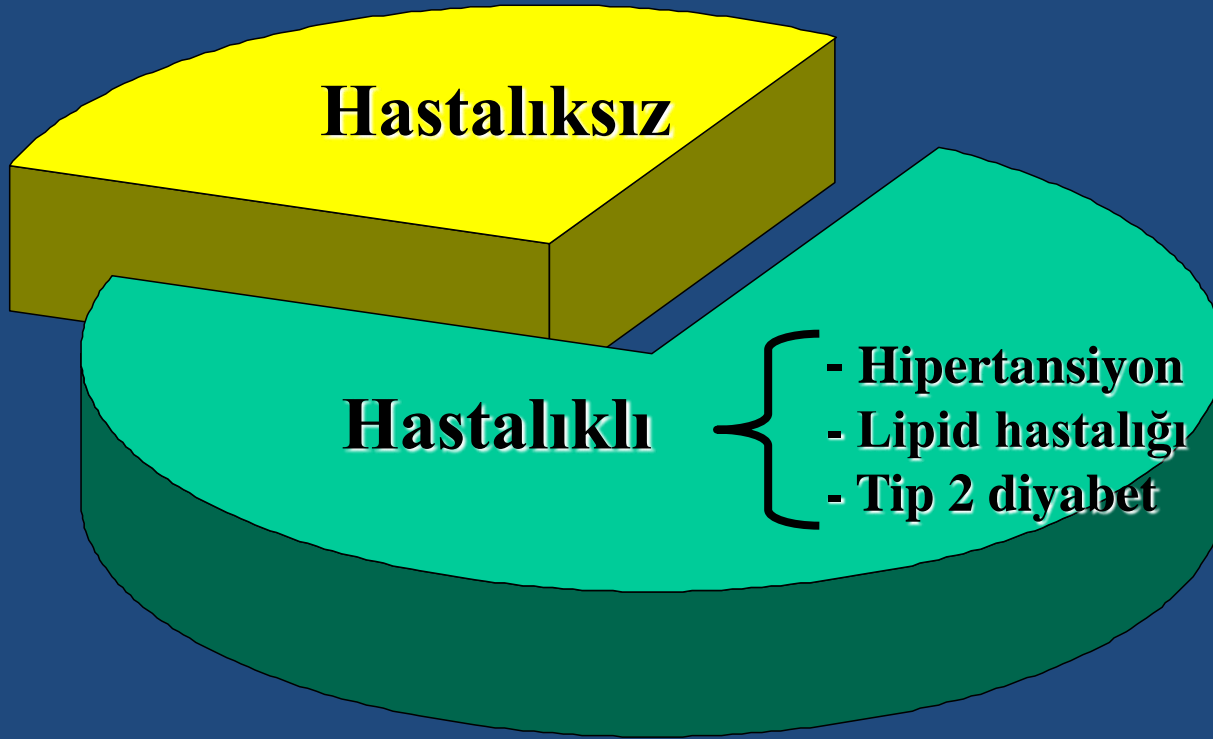 Hastalıksız
Hastalıklı
- Hipertansiyon
- Lipid hastalığı
- Tip 2 diyabet